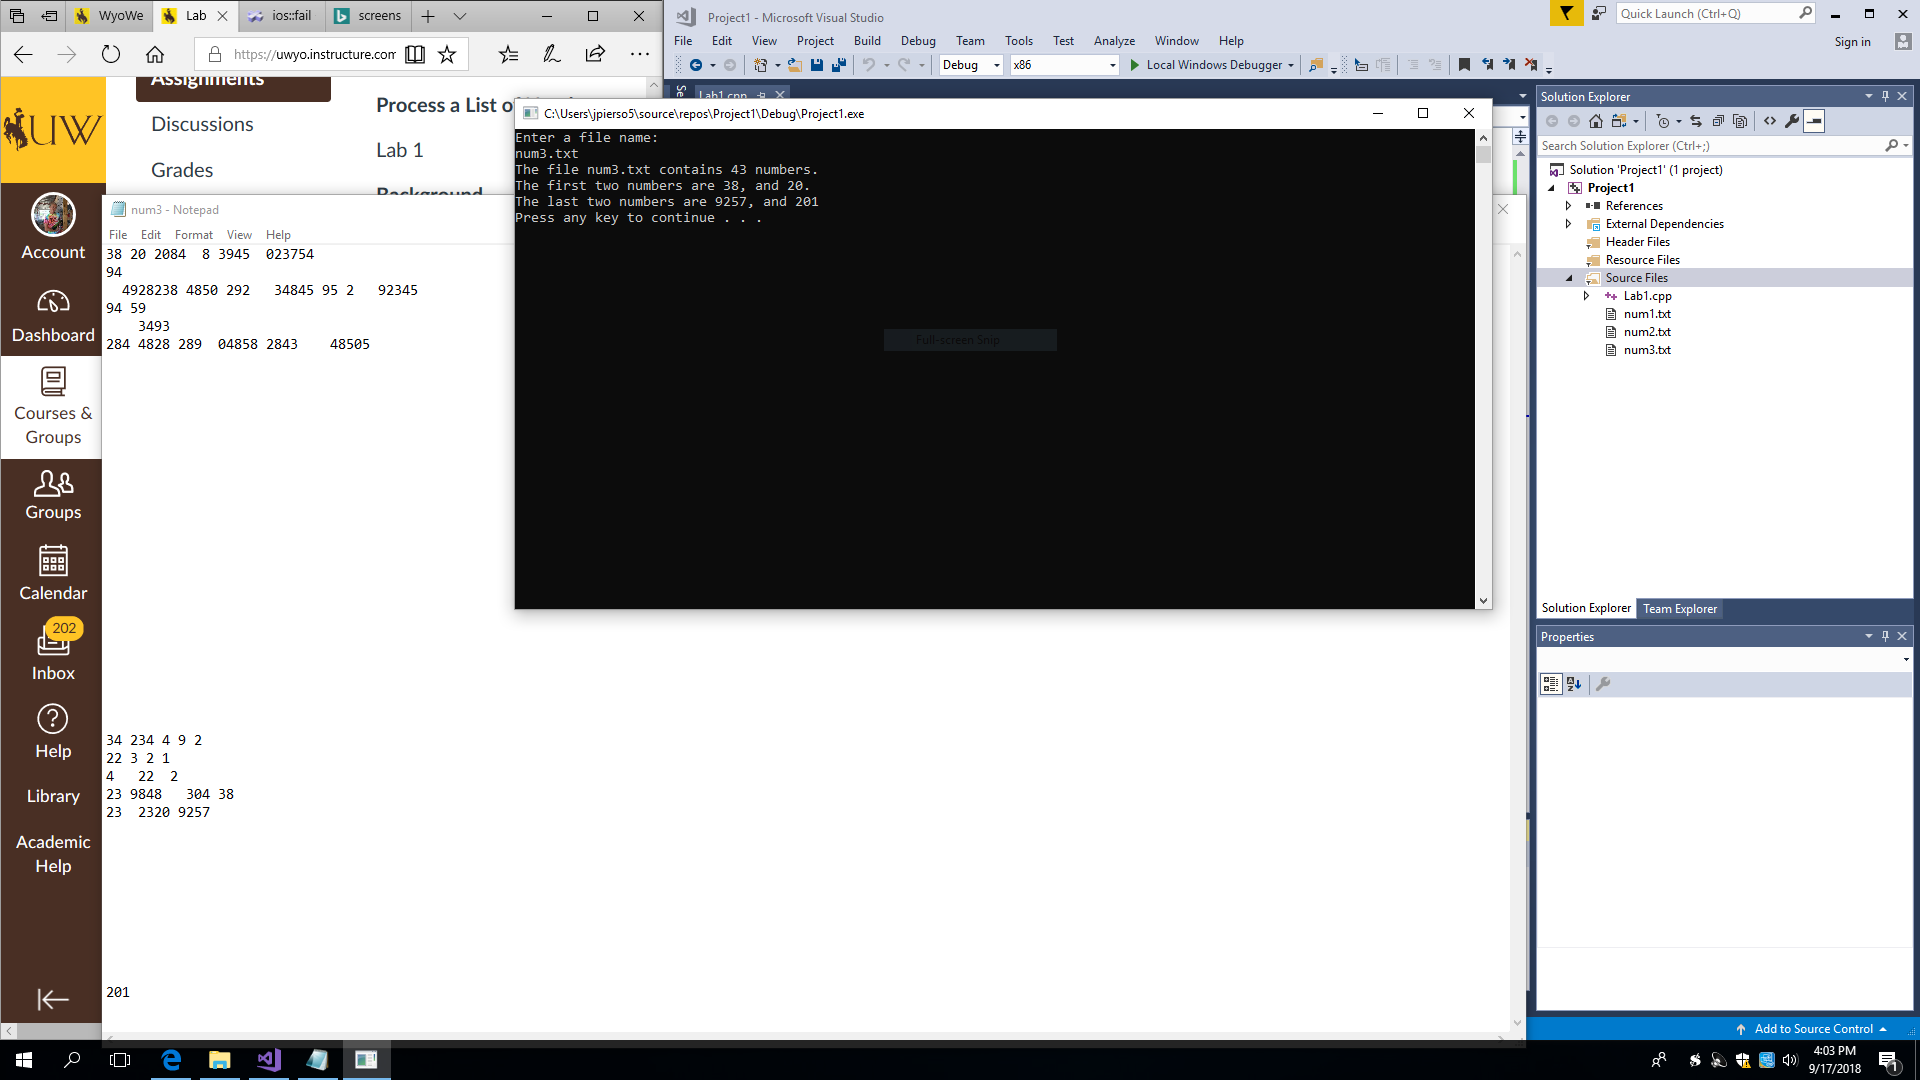 WyoWe
Lab
ios::fail
screens
https://uwyo.instructure.com
UW
Account
Dashboard
Courses &
Groups
Groups
Calendar
202
Inbox
Help
Library
Academic
Help
Assignments
Discussions
Grades
Process a List of
Lab 1
Background
num3 - Notepad
File Edit Format View Help
38 20 2084  8 3945  023754
94
  4928238 4850 292   34845 95 2   92345
94 59
    3493
284 4828 289  04858 2843    48505
34 234 4 9 2
22 3 2 1
4   22  2
23 9848   304 38
23  2320 9257
201
C:\Users\jpierso5\source\repos\Project1\Debug\Project1.exe
Enter a file name:
num3.txt
The file num3.txt contains 43 numbers.
The first two numbers are 38, and 20.
The last two numbers are 9257, and 201
Press any key to continue . . .
Full-screen Snip
Project1 - Microsoft Visual Studio
Quick Launch (Ctrl+Q)
File Edit View Project Build Debug Team Tools Test Analyze Window Help
Sign in
Debug x86 Local Windows Debugger
Se
Lab1.cpp
Solution Explorer
Search Solution Explorer (Ctrl+;)
Solution 'Project1' (1 project)
Project1
References
External Dependencies
Header Files
Resource Files
Source Files
Lab1.cpp
num1.txt
num2.txt
num3.txt
Solution Explorer Team Explorer
Properties
Add to Source Control
4:03 PM
9/17/2018
1